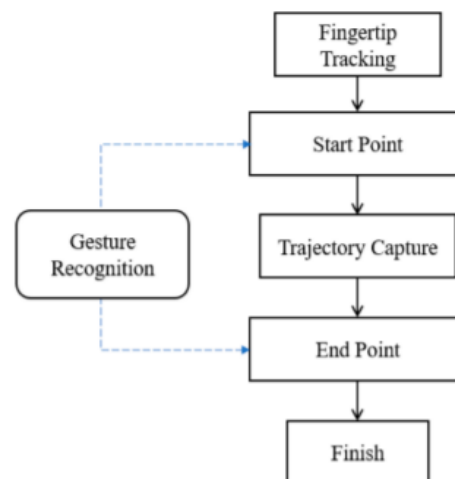 Fingertip
Tracking
Start Point
Gesture
Recognition
Trajectory Capture
End Point
Finish